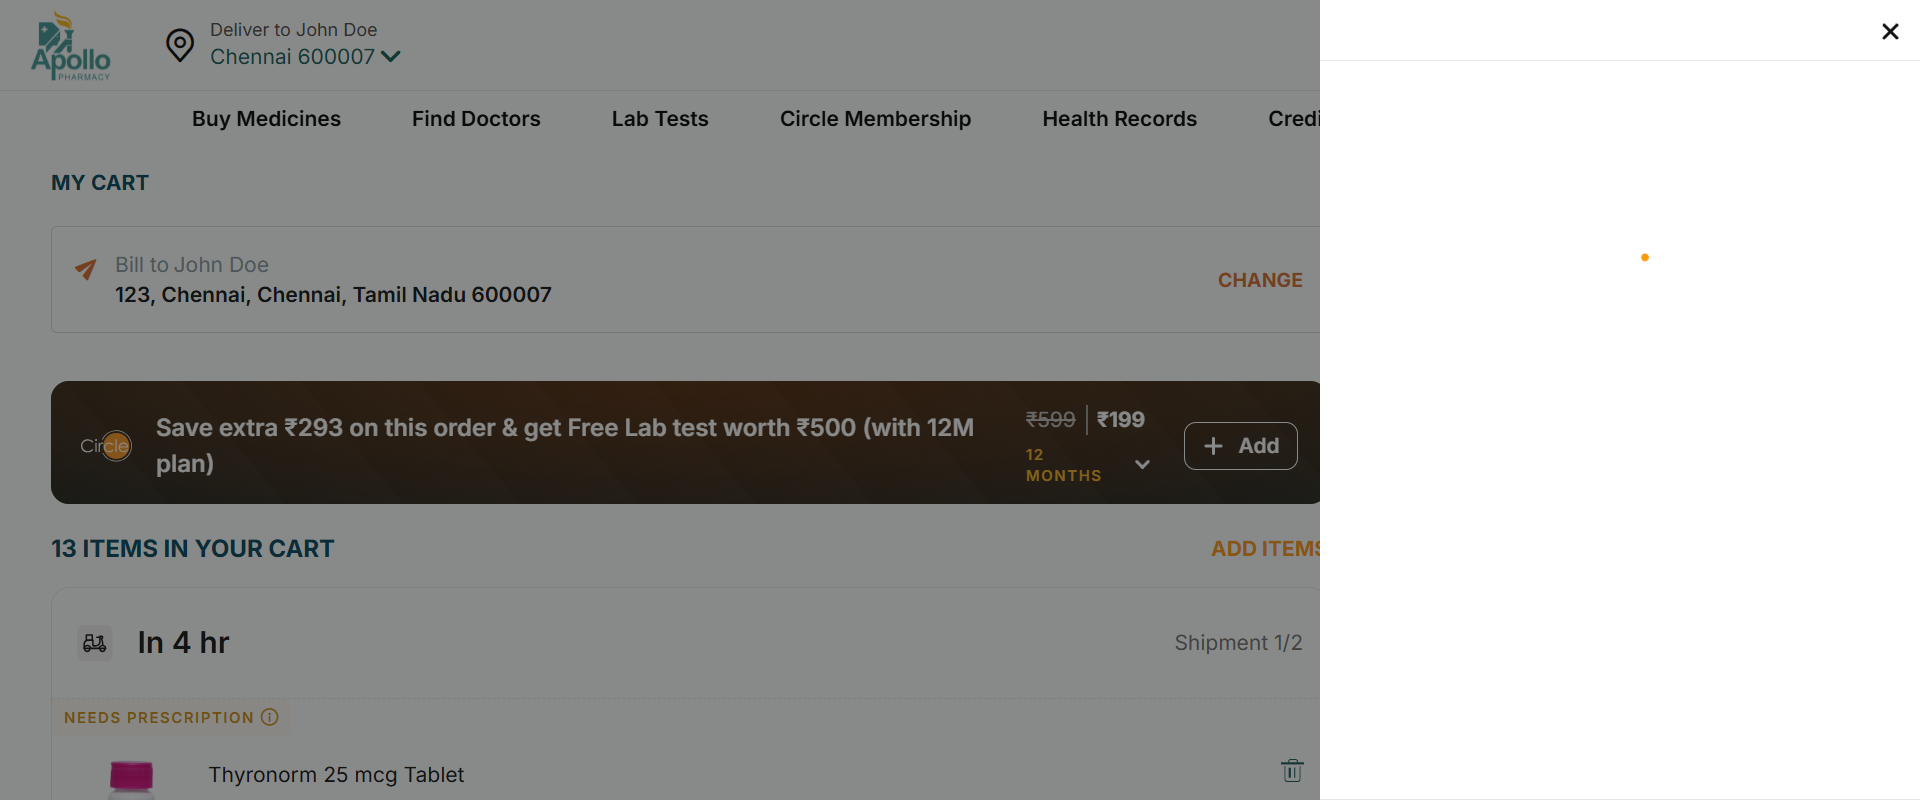 Apollo
PHARMACY
Deliver to John Doe
Chennai 600007
Buy Medicines
Find Doctors
Lab Tests
Circle Membership
Health Records
Credi
MY CART
Bill to John Doe
123, Chennai, Chennai, Tamil Nadu 600007
CHANGE
Circle
Save extra ₹293 on this order & get Free Lab test worth ₹500 (with 12M
plan)
₹599 ₹199
12
MONTHS
+ Add
13 ITEMS IN YOUR CART
ADD ITEMS
In 4 hr
Shipment 1/2
NEEDS PRESCRIPTION
Thyronorm 25 mcg Tablet